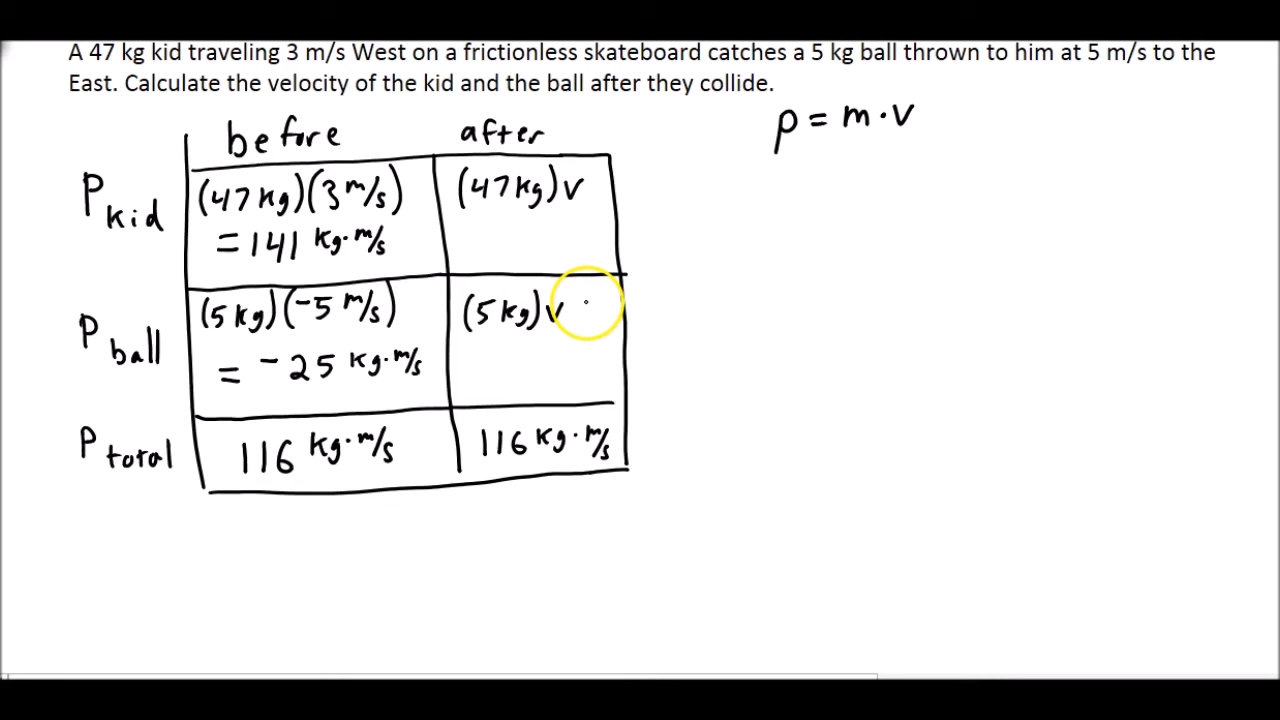 A 47 kg kid traveling 3 m/s West on a frictionless skateboard catches a 5 kg ball thrown to him at 5 m/s to the
East. Calculate the velocity of the kid and the ball after they collide.
p = m · v
before after
P kid (47 kg)(3 m/s) (47 kg) v
= 141 kg·m/s
P ball (5 kg)(-5 m/s) (5 kg) v
= -25 kg·m/s
P total 116 kg·m/s 116 kg·m/s